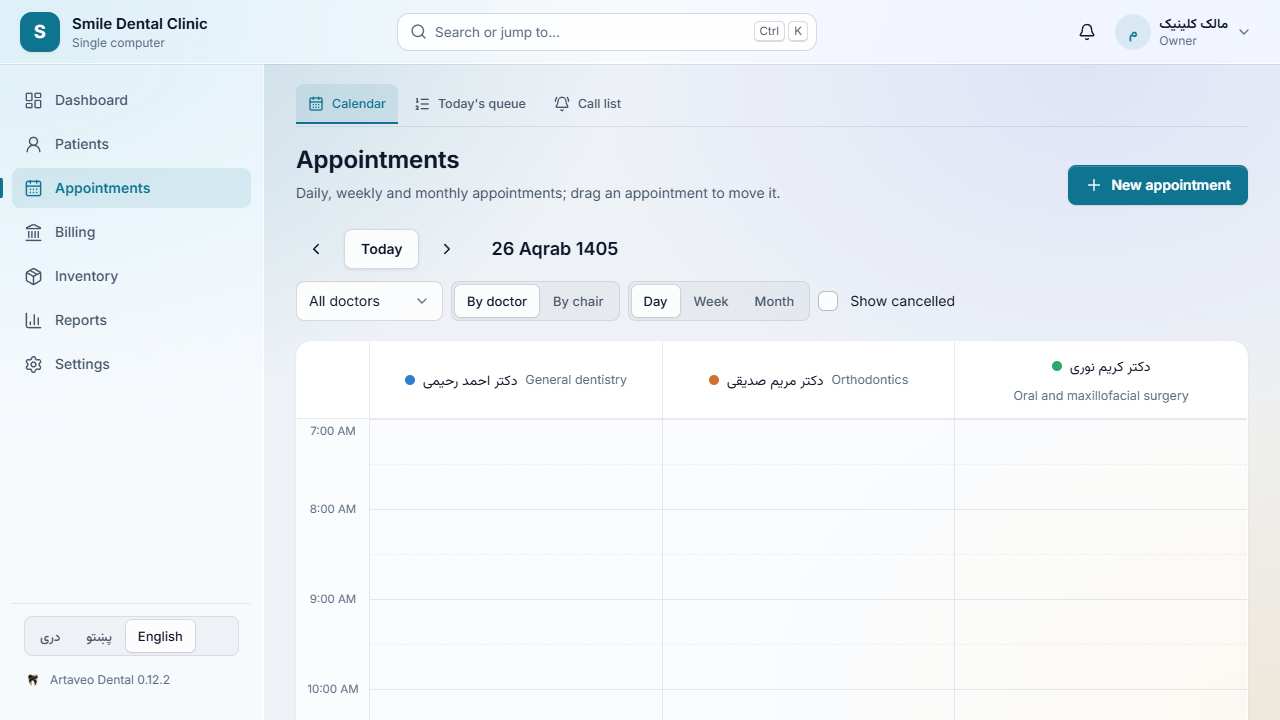 S
Smile Dental Clinic
Single computer
Search or jump to...
Ctrl K
م
مالک کلینیک
Owner
Dashboard
Patients
Appointments
Billing
Inventory
Reports
Settings
دری
پښتو
English
Artaveo Dental 0.12.2
Calendar
Today's queue
Call list
Appointments
Daily, weekly and monthly appointments; drag an appointment to move it.
New appointment
Today
26 Aqrab 1405
All doctors
By doctor
By chair
Day
Week
Month
Show cancelled
دکتر احمد رحیمی General dentistry
دکتر مریم صدیقی Orthodontics
دکتر کریم نوری
Oral and maxillofacial surgery
7:00 AM
8:00 AM
9:00 AM
10:00 AM